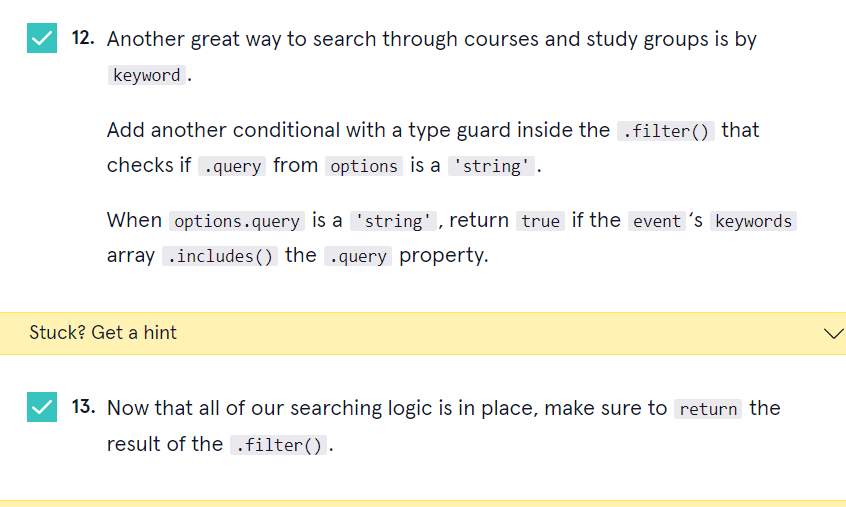 12. Another great way to search through courses and study groups is by
keyword.
Add another conditional with a type guard inside the .filter() that
checks if .query from options is a 'string'.
When options.query is a 'string', return true if the event ‘s keywords
array .includes() the .query property.
Stuck? Get a hint
13. Now that all of our searching logic is in place, make sure to return the
result of the .filter().